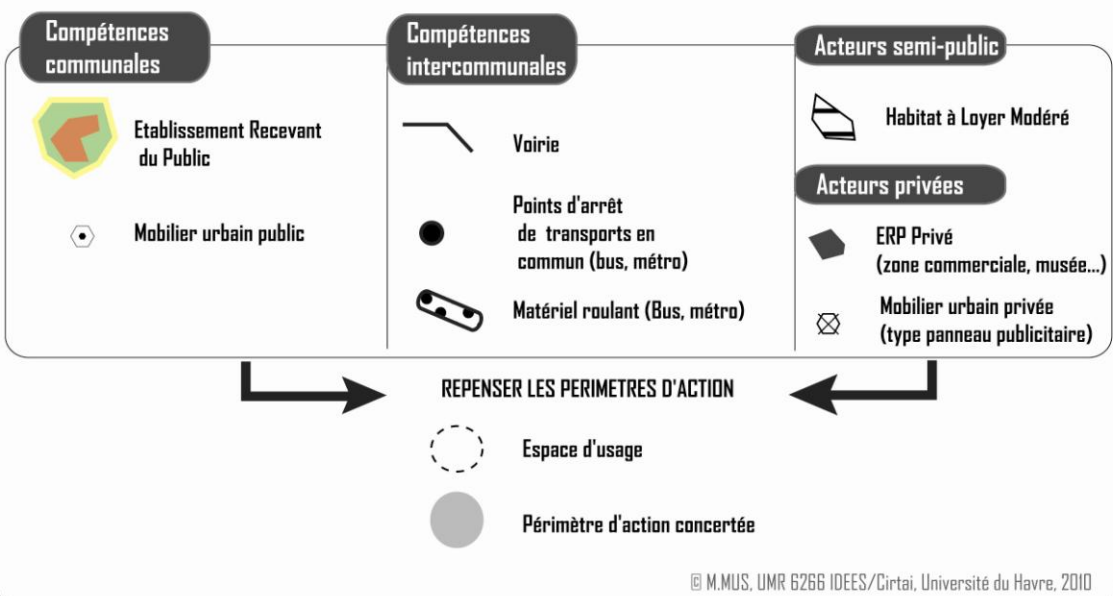 Compétences
communales
Etablissement Recevant
du Public
Mobilier urbain public
Compétences
intercommunales
Voirie
Points d'arrêt
de transports en
commun (bus, métro)
Matériel roulant (Bus, métro)
Acteurs semi-public
Habitat à Loyer Modéré
Acteurs privées
ERP Privé
(zone commerciale, musée...)
Mobilier urbain privée
(type panneau publicitaire)
REPENSER LES PERIMETRES D'ACTION
Espace d'usage
Périmètre d'action concertée
© M.MUS, UMR 6266 IDEES/Cirtai, Université du Havre, 2010